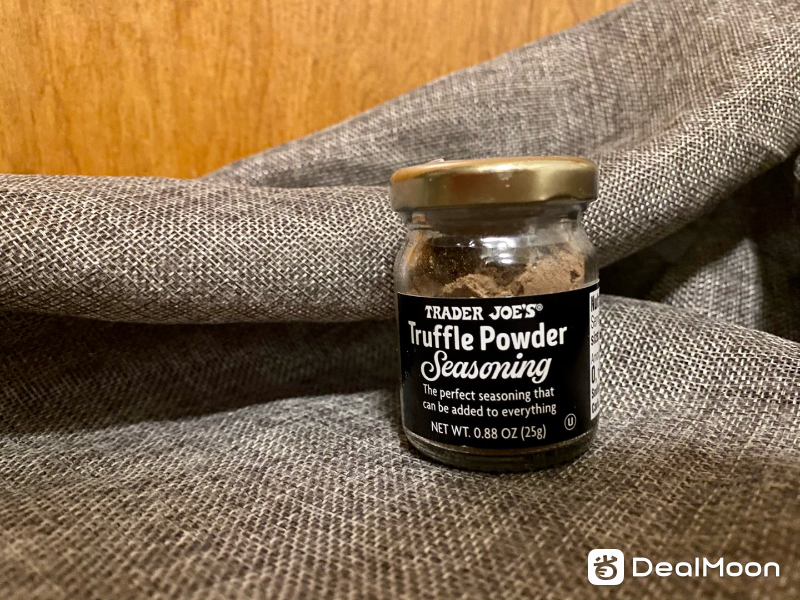 TRADER JOE'S®
Truffle Powder
Seasoning
The perfect seasoning that
can be added to everything
NET WT. 0.88 OZ (25g)
U
省 DealMoon